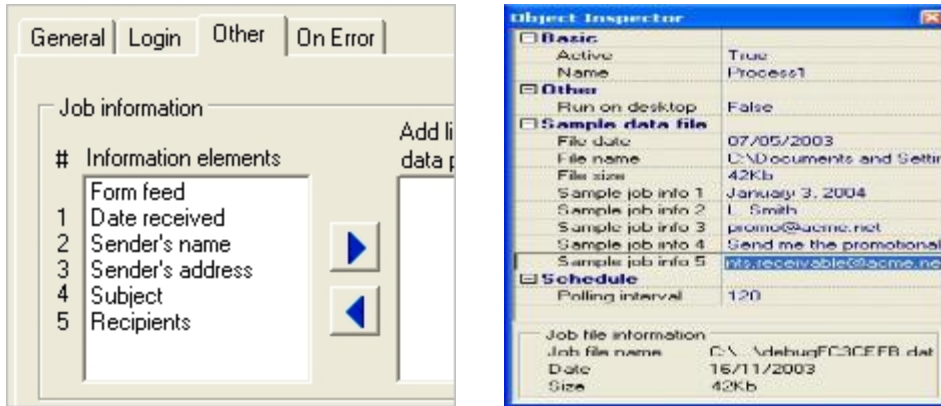 General Login Other On Error
Job information
Add li
# Information elements data p
Form feed
1 Date received
2 Sender's name
3 Sender's address
4 Subject
5 Recipients
Object Inspector
Basic
Active True
Name Process1
Other
Run on desktop False
Sample data file
File date 07/05/2003
File name C:\Documents and Settin
File size 42Kb
Sample job info 1 January 3, 2004
Sample job info 2 L. Smith
Sample job info 3 promo@acme.net
Sample job info 4 Send me the promotional
Sample job info 5 nts.receivable@acme.ne
Schedule
Polling interval 120
Job file information
Job file name C:\...\debugFC3CEFB.dat
Date 16/11/2003
Size 42Kb